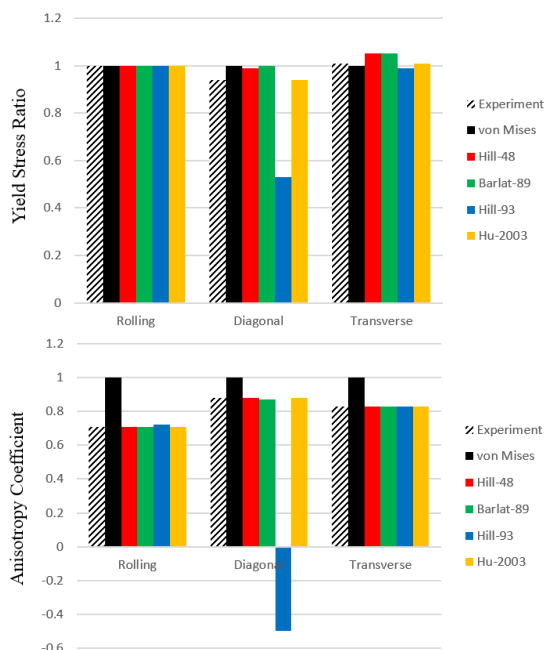 Yield Stress Ratio
1.2
1
0.8
0.6
0.4
0.2
0
Rolling Diagonal Transverse
Experiment
von Mises
Hill-48
Barlat-89
Hill-93
Hu-2003
Anisotropy Coefficient
1.2
1
0.8
0.6
0.4
0.2
0
-0.2
-0.4
-0.6
Rolling Diagonal Transverse
Experiment
von Mises
Hill-48
Barlat-89
Hill-93
Hu-2003